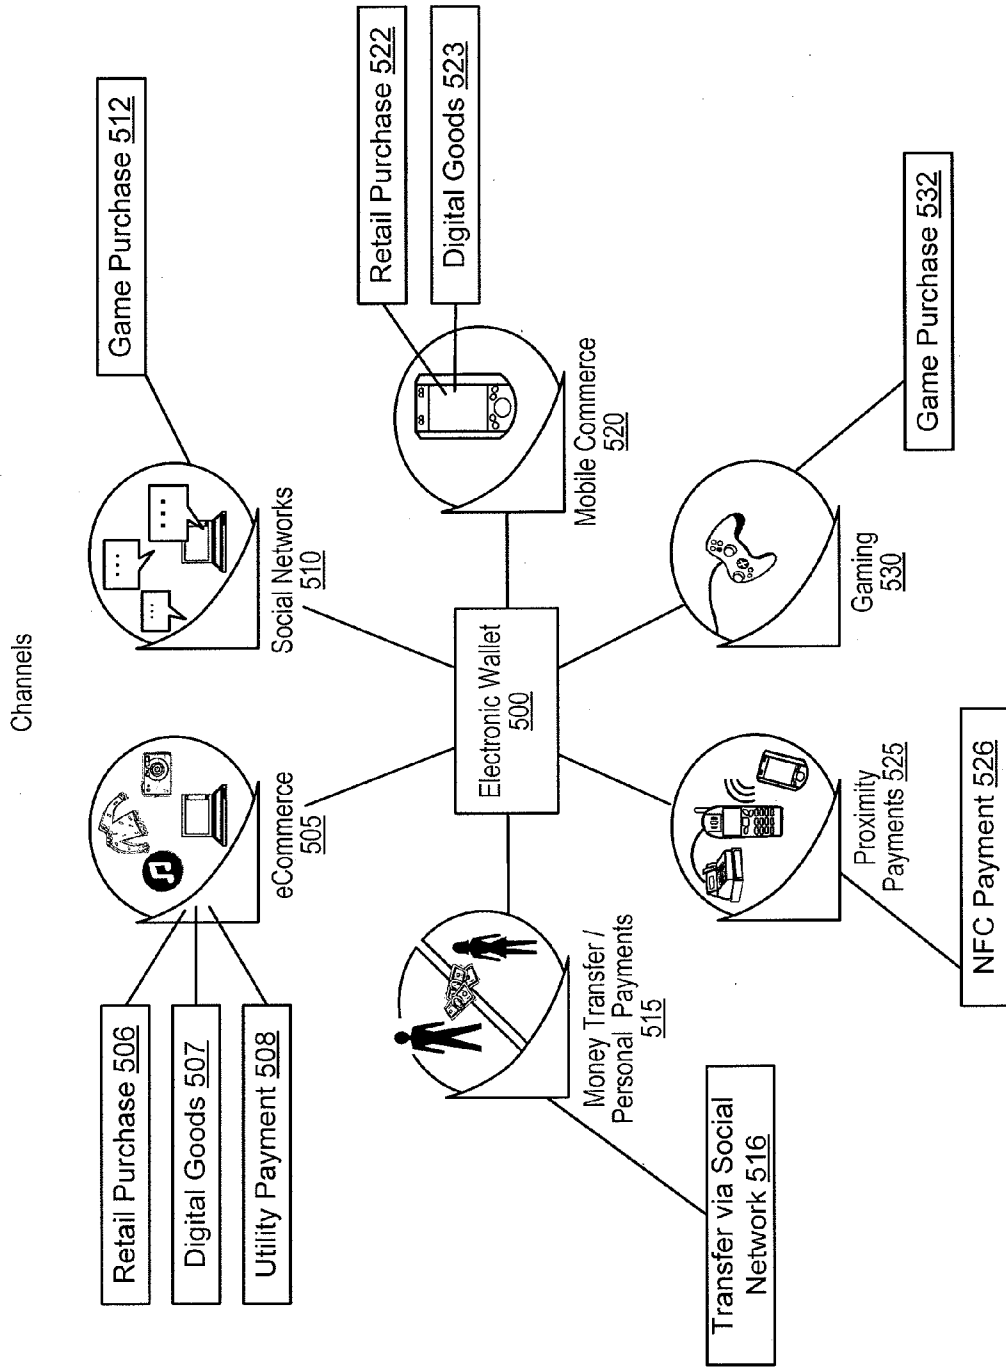 Channels
Retail Purchase 506
Digital Goods 507
Utility Payment 508
eCommerce
505
Social Networks
510
Game Purchase 512
Electronic Wallet
500
Money Transfer /
Personal Payments
515
Transfer via Social
Network 516
Mobile Commerce
520
Retail Purchase 522
Digital Goods 523
Proximity
Payments 525
NFC Payment 526
Gaming
530
Game Purchase 532